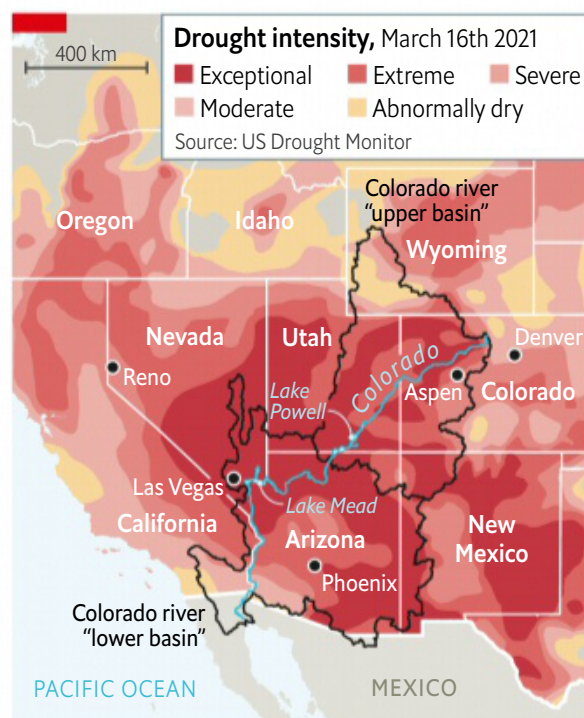 Drought intensity, March 16th 2021
Exceptional
Extreme
Severe
Moderate
Abnormally dry
Source: US Drought Monitor
400 km
Colorado river
“upper basin”
Oregon
Idaho
Wyoming
Nevada
Utah
Colorado
Denver
Reno
Lake
Powell
Aspen
Colorado
Las Vegas
Lake Mead
California
Arizona
New
Mexico
Phoenix
Colorado river
“lower basin”
PACIFIC OCEAN
MEXICO